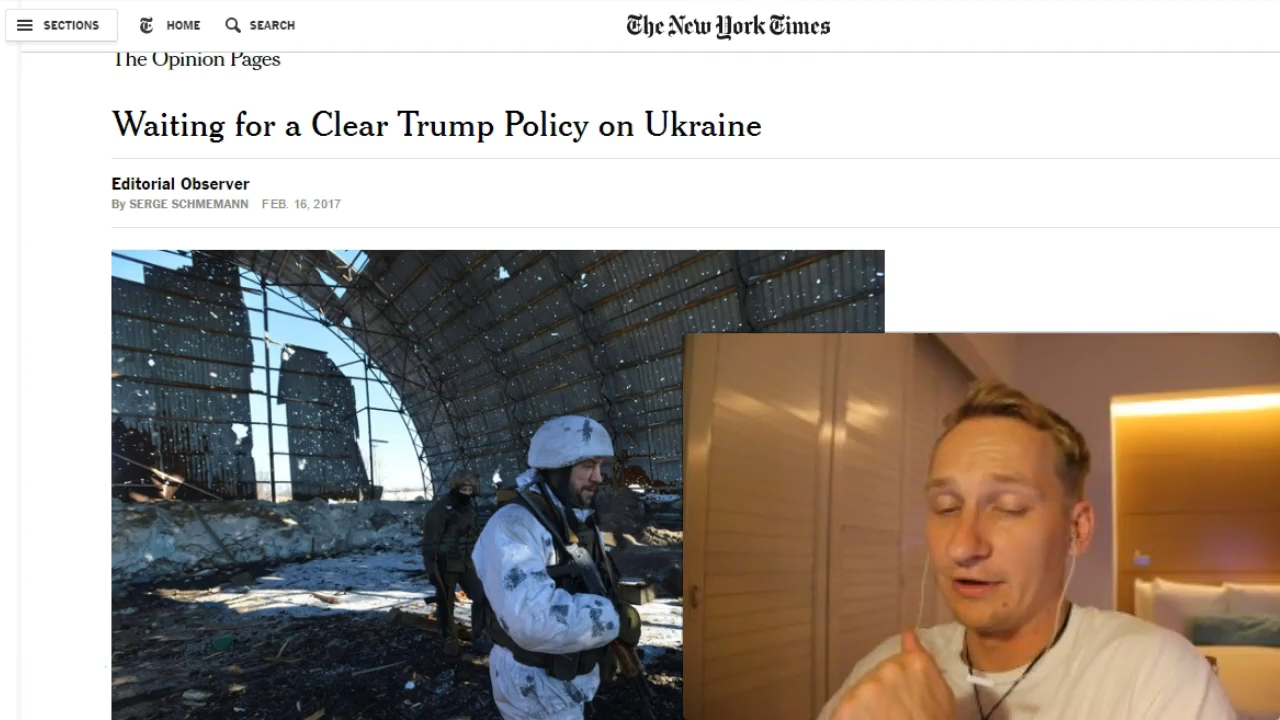 SECTIONS
HOME
SEARCH
The New York Times
The Opinion Pages
Waiting for a Clear Trump Policy on Ukraine
Editorial Observer
By SERGE SCHMEMANN FEB. 16, 2017